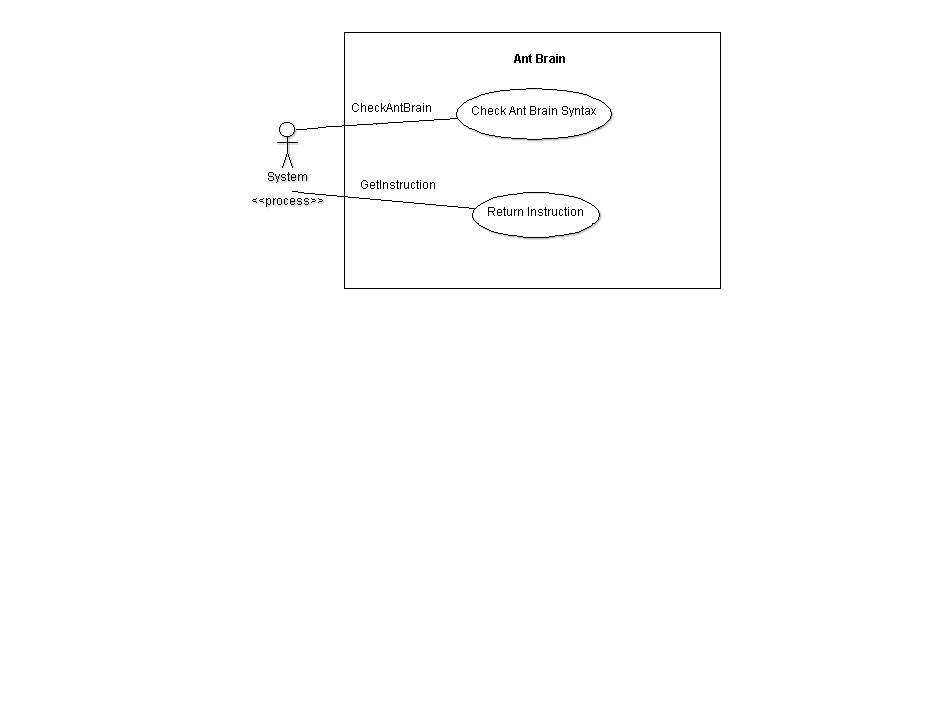 Ant Brain
CheckAntBrain
Check Ant Brain Syntax
System
<<process>>
GetInstruction
Return Instruction